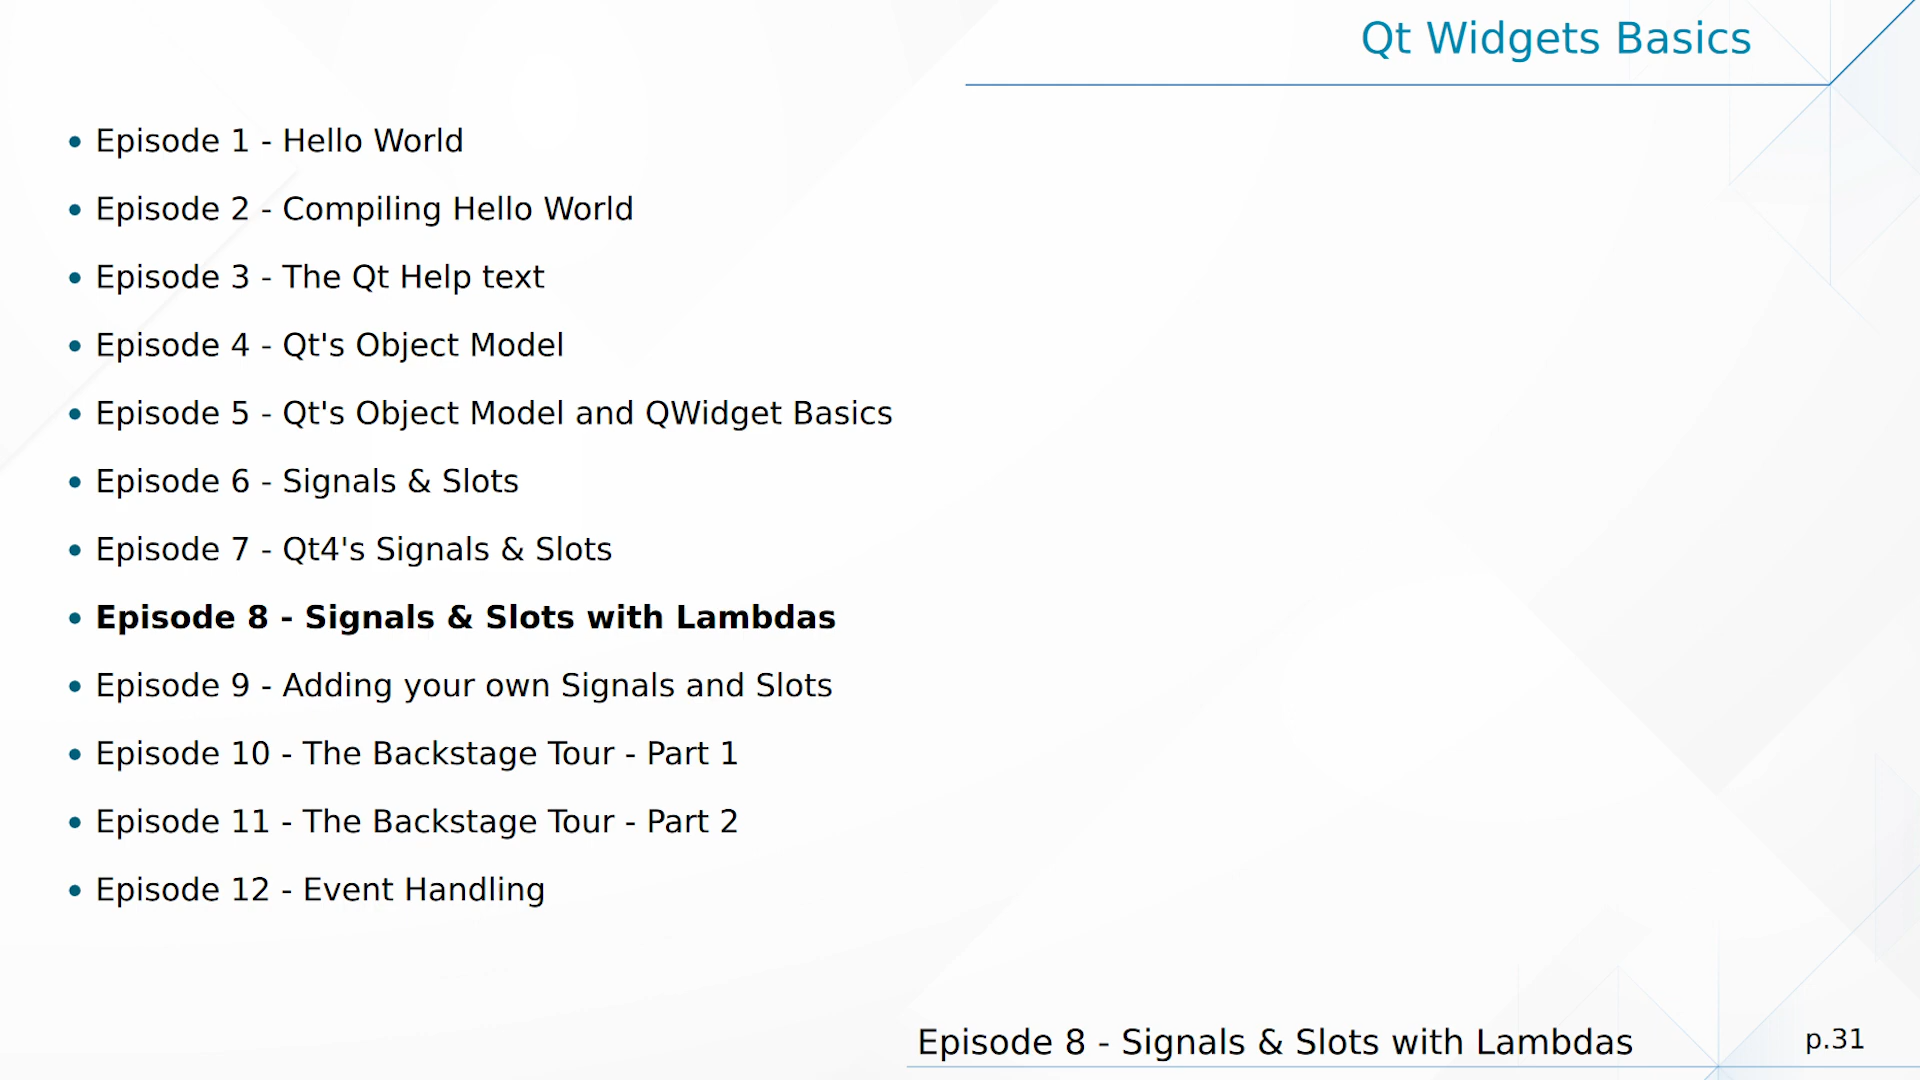 Qt Widgets Basics
• Episode 1 - Hello World
• Episode 2 - Compiling Hello World
• Episode 3 - The Qt Help text
• Episode 4 - Qt's Object Model
• Episode 5 - Qt's Object Model and QWidget Basics
• Episode 6 - Signals & Slots
• Episode 7 - Qt4's Signals & Slots
• Episode 8 - Signals & Slots with Lambdas
• Episode 9 - Adding your own Signals and Slots
• Episode 10 - The Backstage Tour - Part 1
• Episode 11 - The Backstage Tour - Part 2
• Episode 12 - Event Handling
Episode 8 - Signals & Slots with Lambdas
p.31